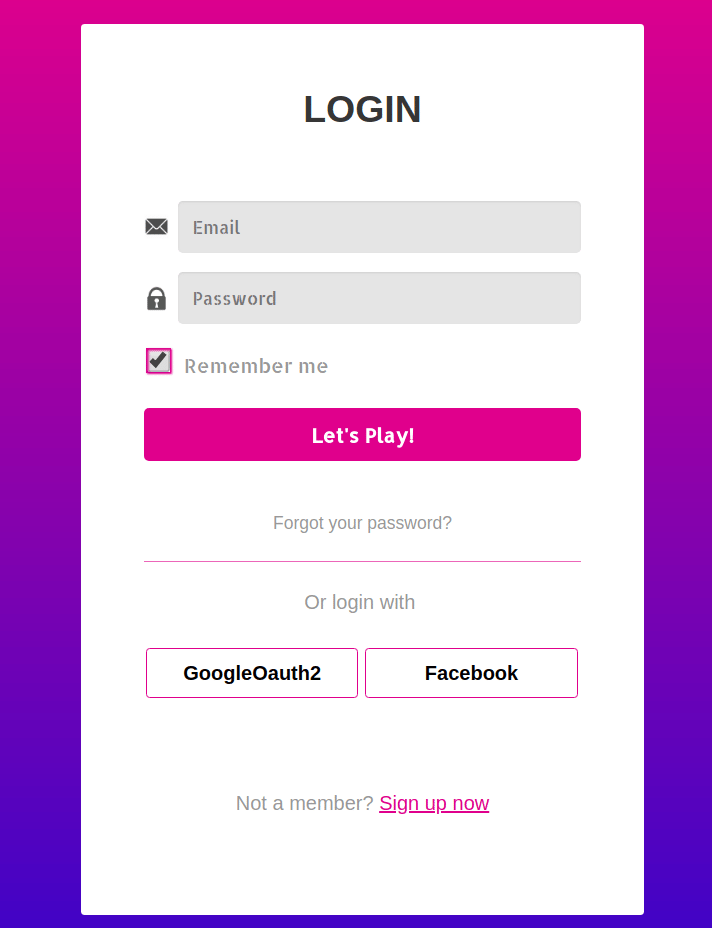 LOGIN
Email
Password
Remember me
Let's Play!
Forgot your password?
Or login with
GoogleOauth2 Facebook
Not a member? Sign up now